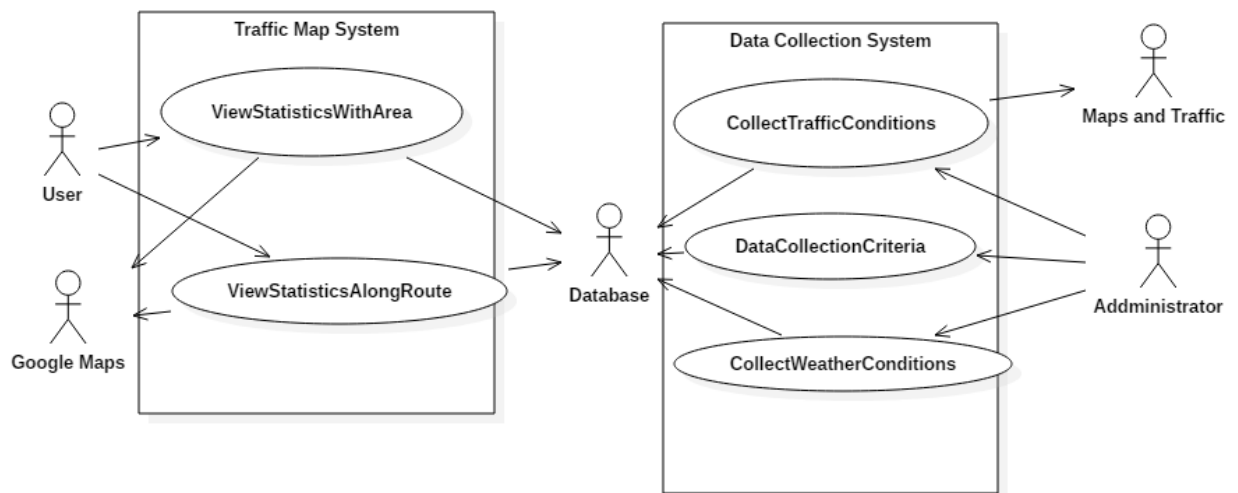 Traffic Map System
Data Collection System
ViewStatisticsWithArea
CollectTrafficConditions
Maps and Traffic
User
DataCollectionCriteria
ViewStatisticsAlongRoute
Database
Addministrator
Google Maps
CollectWeatherConditions